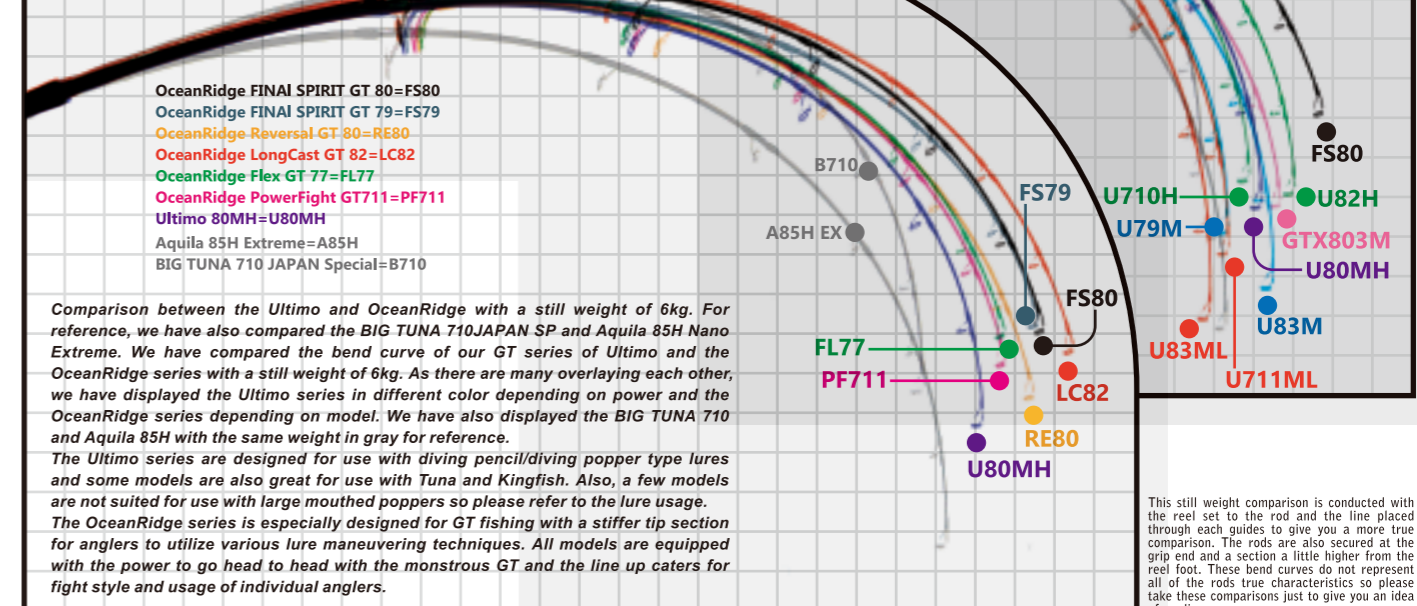 OceanRidge FINAl SPIRIT GT 80=FS80
OceanRidge FINAl SPIRIT GT 79=FS79
OceanRidge Reversal GT 80=RE80
OceanRidge LongCast GT 82=LC82
OceanRidge Flex GT 77=FL77
OceanRidge PowerFight GT711=PF711
Ultimo 80MH=U80MH
Aquila 85H Extreme=A85H
BIG TUNA 710 JAPAN Special=B710
Comparison between the Ultimo and OceanRidge with a still weight of 6kg. For
reference, we have also compared the BIG TUNA 710JAPAN SP and Aquila 85H Nano
Extreme. We have compared the bend curve of our GT series of Ultimo and the
OceanRidge series with a still weight of 6kg. As there are many overlaying each other,
we have displayed the Ultimo series in different color depending on power and the
OceanRidge series depending on model. We have also displayed the BIG TUNA 710
and Aquila 85H with the same weight in gray for reference.
The Ultimo series are designed for use with diving pencil/diving popper type lures
and some models are also great for use with Tuna and Kingfish. Also, a few models
are not suited for use with large mouthed poppers so please refer to the lure usage.
The OceanRidge series is especially designed for GT fishing with a stiffer tip section
for anglers to utilize various lure maneuvering techniques. All models are equipped
with the power to go head to head with the monstrous GT and the line up caters for
fight style and usage of individual anglers.
B710
A85H EX
FS79
FS80
FL77
PF711
LC82
RE80
U80MH
FS80
U710H
U82H
U79M
GTX803M
U80MH
U83M
U83ML
U711ML
This still weight comparison is conducted with
the reel set to the rod and the line placed
through each guides to give you a more true
comparison. The rods are also secured at the
grip end and a section a little higher from the
reel foot. These bend curves do not represent
all of the rods true characteristics so please
take these comparisons just to give you an idea